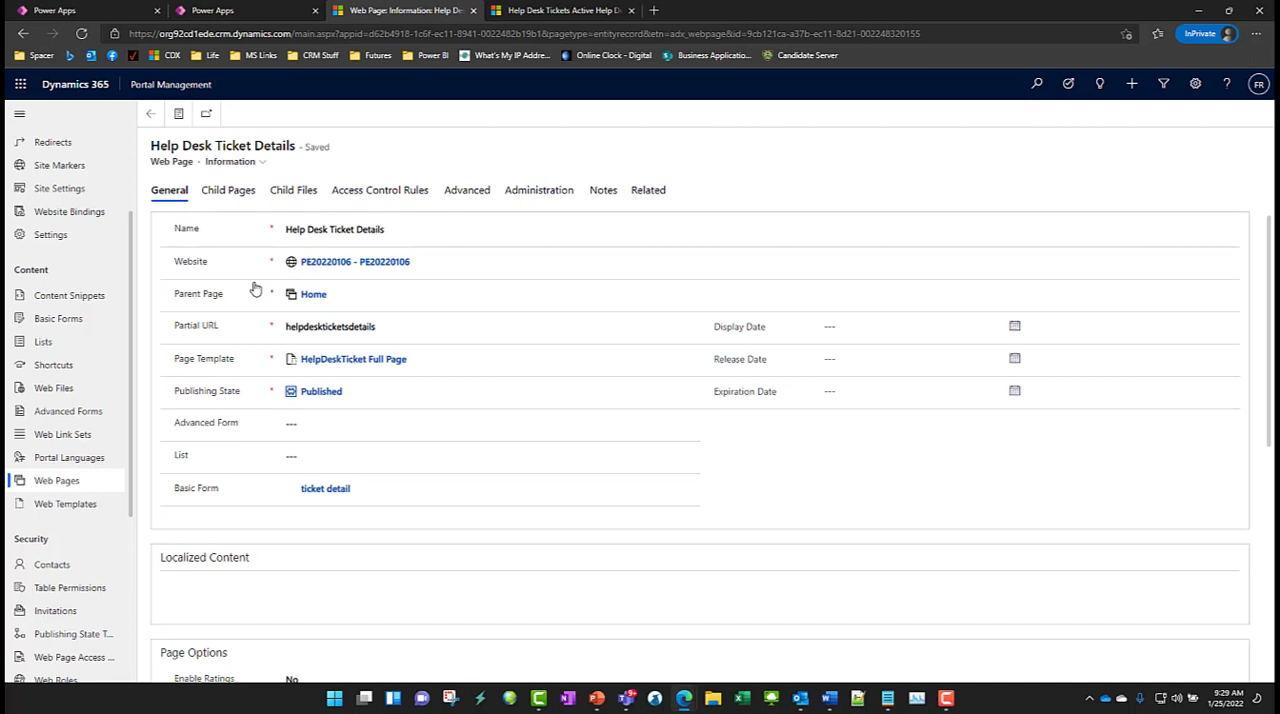 Power Apps
Power Apps
Web Page: Information: Help De
Help Desk Tickets Active Help D
https://org92cd1ede.crm.dynamics.com/main.aspx?appid=d62b4918-1c6f-ec11-8941-0022482b19b1&pagetype=entityrecord&etn=adx_webpage&id=9cb121ca-a37b-ec11-8d21-002248320155
InPrivate
Spacer
CDX
Life
MS Links
CRM Stuff
Futures
Power BI
What's My IP Addre...
Online Clock - Digital
Business Applicatio...
Candidate Server
Dynamics 365
Portal Management
FR
Redirects
Site Markers
Site Settings
Website Bindings
Settings
Content
Content Snippets
Basic Forms
Lists
Shortcuts
Web Files
Advanced Forms
Web Link Sets
Portal Languages
Web Pages
Web Templates
Security
Contacts
Table Permissions
Invitations
Publishing State T...
Web Page Access ...
Web Roles
Help Desk Ticket Details - Saved
Web Page · Information
General Child Pages Child Files Access Control Rules Advanced Administration Notes Related
Name * Help Desk Ticket Details
Website * PE20220106 - PE20220106
Parent Page * Home
Partial URL * helpdeskticketsdetails
Display Date ---
Page Template * HelpDeskTicket Full Page
Release Date ---
Publishing State * Published
Expiration Date ---
Advanced Form ---
List ---
Basic Form ticket detail
Localized Content
Page Options
Enable Ratings No
9:29 AM
1/25/2022